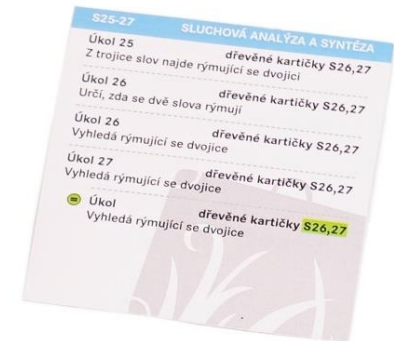 S25-27 SLUCHOVÁ ANALÝZA A SYNTÉZA
Úkol 25 dřevěné kartičky S26,27
Z trojice slov najde rýmující se dvojici
Úkol 26 dřevěné kartičky S26,27
Určí, zda se dvě slova rýmují
Úkol 26 dřevěné kartičky S26,27
Vyhledá rýmující se dvojice
Úkol 27 dřevěné kartičky S26,27
Vyhledá rýmující se dvojice
= Úkol dřevěné kartičky S26,27
Vyhledá rýmující se dvojice